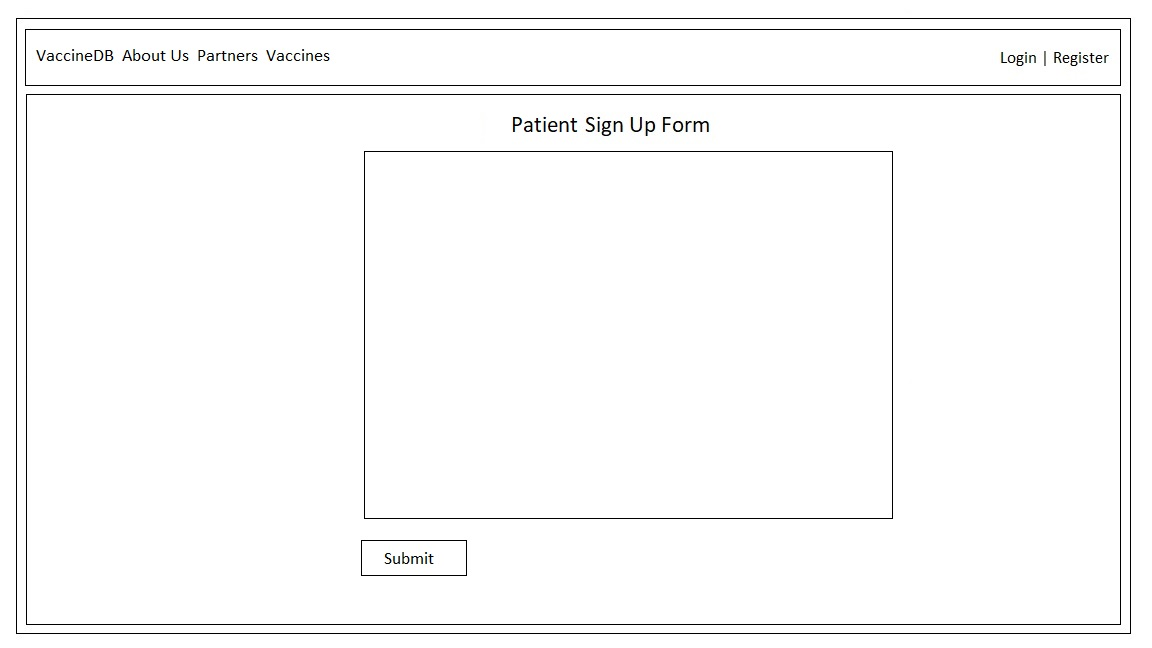 VaccineDB About Us Partners Vaccines
Login | Register
Patient Sign Up Form
Submit